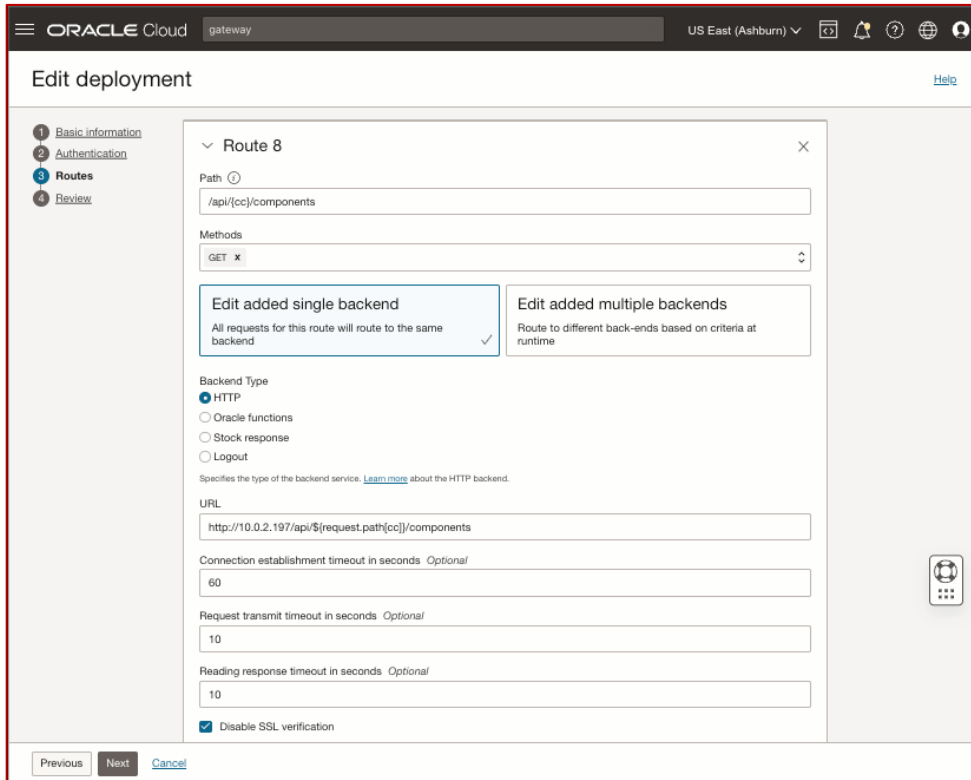 ORACLE Cloud
gateway
US East (Ashburn)
Edit deployment
Help
1 Basic information
2 Authentication
3 Routes
4 Review
Route 8
Path
/api/{cc}/components
Methods
GET x
Edit added single backend
All requests for this route will route to the same
backend
Edit added multiple backends
Route to different back-ends based on criteria at
runtime
Backend Type
HTTP
Oracle functions
Stock response
Logout
Specifies the type of the backend service. Learn more about the HTTP backend.
URL
http://10.0.2.197/api/${request.path[cc]}/components
Connection establishment timeout in seconds Optional
60
Request transmit timeout in seconds Optional
10
Reading response timeout in seconds Optional
10
Disable SSL verification
Previous
Next
Cancel